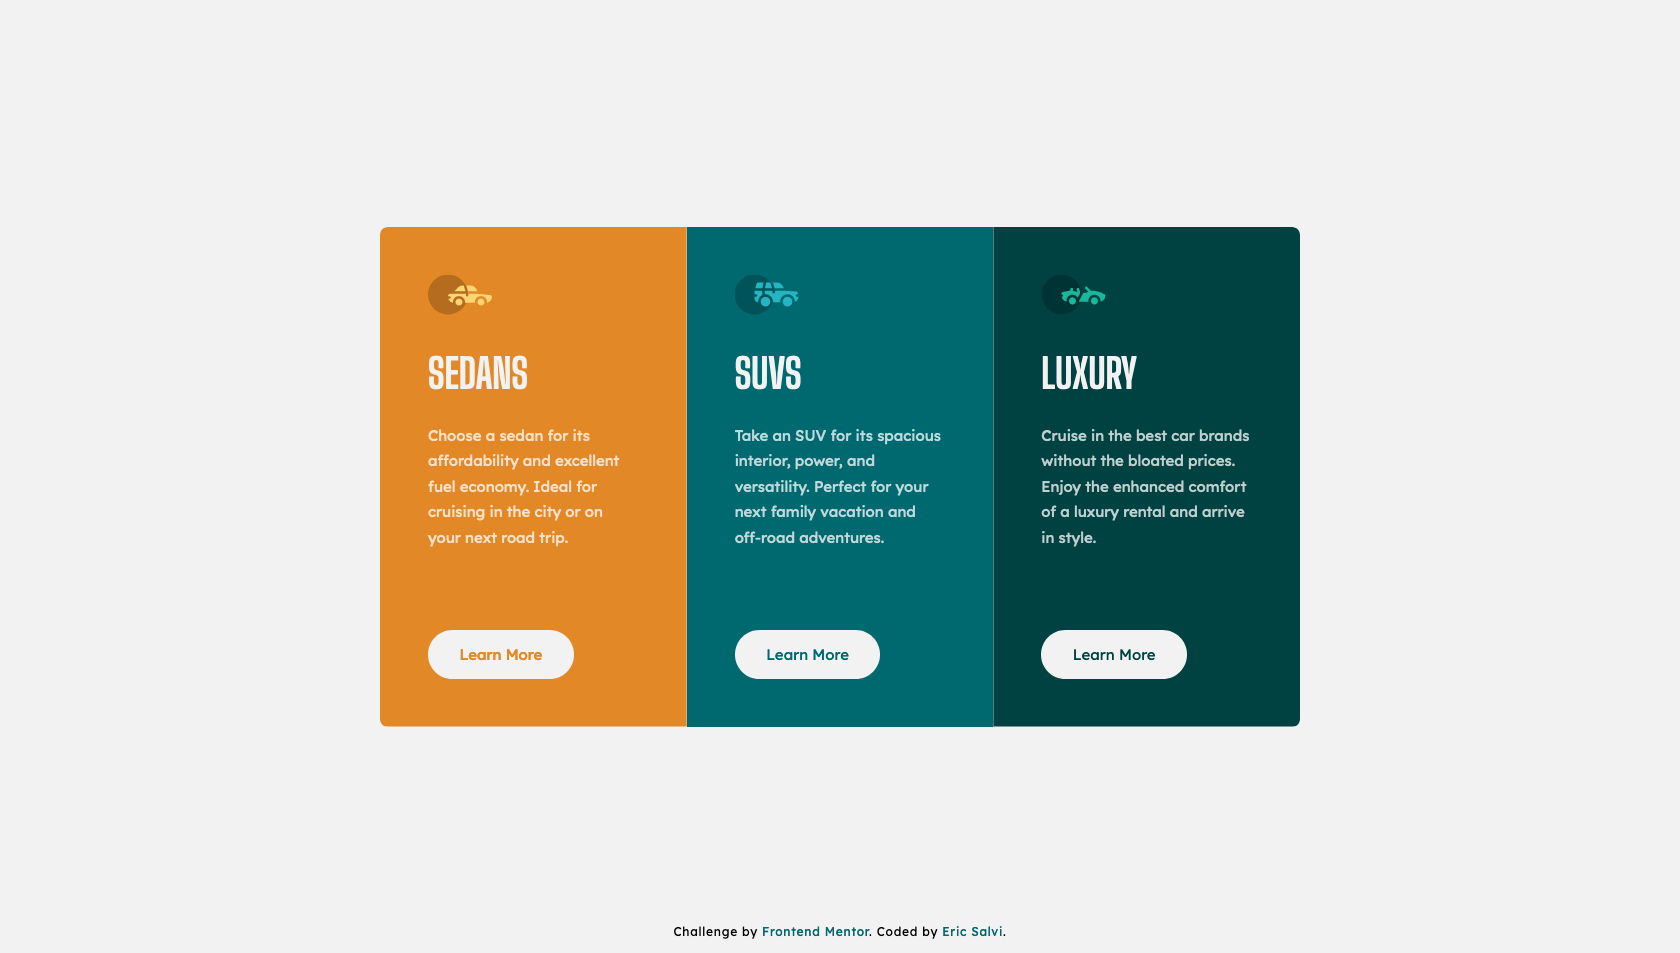 SEDANS
Choose a sedan for its
affordability and excellent
fuel economy. Ideal for
cruising in the city or on
your next road trip.
Learn More
SUVS
Take an SUV for its spacious
interior, power, and
versatility. Perfect for your
next family vacation and
off-road adventures.
Learn More
LUXURY
Cruise in the best car brands
without the bloated prices.
Enjoy the enhanced comfort
of a luxury rental and arrive
in style.
Learn More
Challenge by Frontend Mentor. Coded by Eric Salvi.